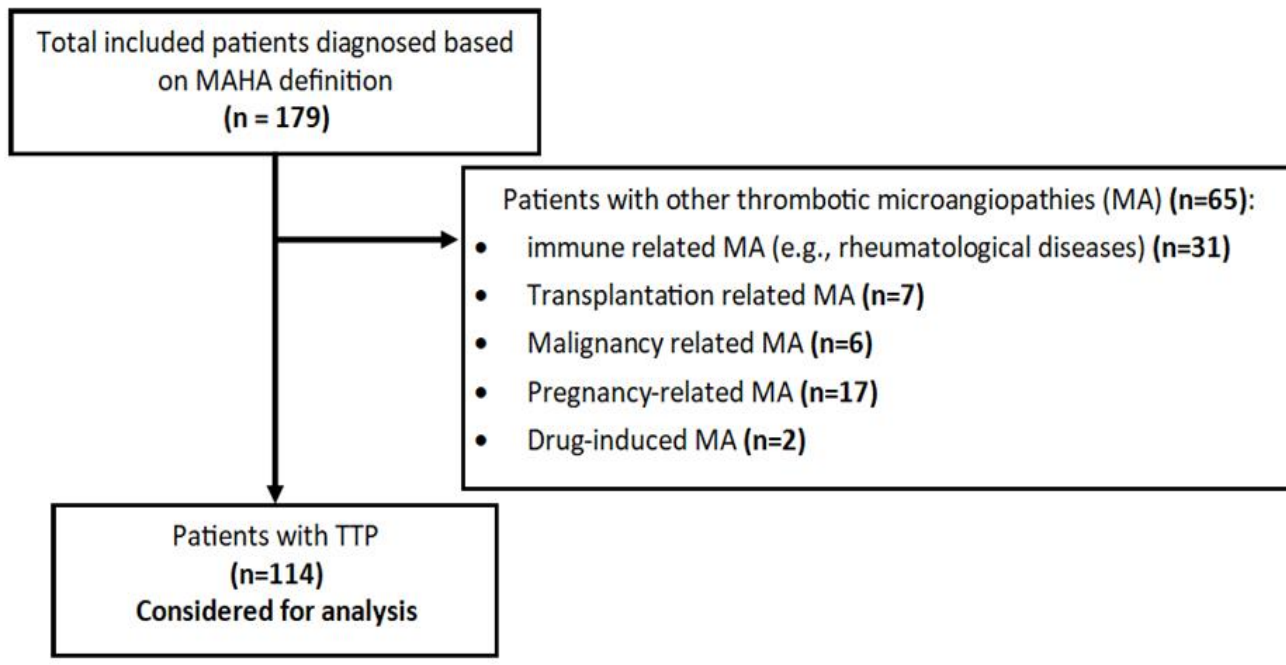 Total included patients diagnosed based
on MAHA definition
(n = 179)
Patients with other thrombotic microangiopathies (MA) (n=65):
• immune related MA (e.g., rheumatological diseases) (n=31)
• Transplantation related MA (n=7)
• Malignancy related MA (n=6)
• Pregnancy-related MA (n=17)
• Drug-induced MA (n=2)
Patients with TTP
(n=114)
Considered for analysis